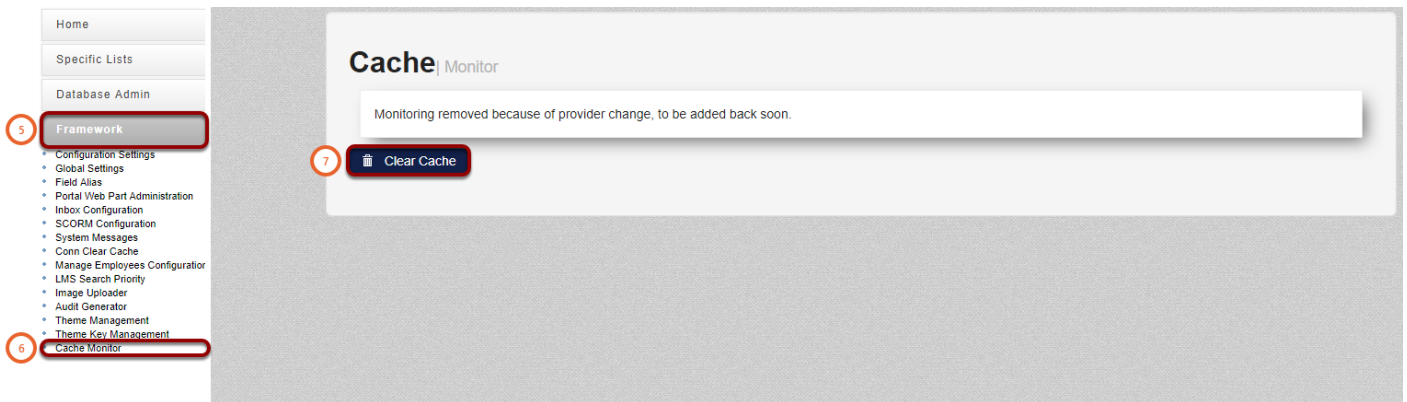 Home
Specific Lists
Database Admin
5
Framework
Configuration Settings
Global Settings
Field Alias
Portal Web Part Administration
Inbox Configuration
SCORM Configuration
System Messages
Conn Clear Cache
Manage Employees Configuration
LMS Search Priority
Image Uploader
Audit Generator
Theme Management
Theme Key Management
6
Cache Monitor
Cache| Monitor
Monitoring removed because of provider change, to be added back soon.
7
Clear Cache